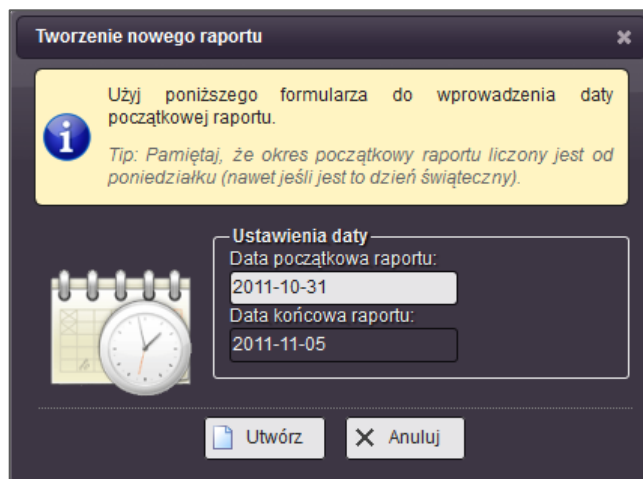 Tworzenie nowego raportu
Użyj poniższego formularza do wprowadzenia daty
początkowej raportu.
Tip: Pamiętaj, że okres początkowy raportu liczony jest od
poniedziałku (nawet jeśli jest to dzień świąteczny).
Ustawienia daty
Data początkowa raportu:
2011-10-31
Data końcowa raportu:
2011-11-05
Utwórz
Anuluj